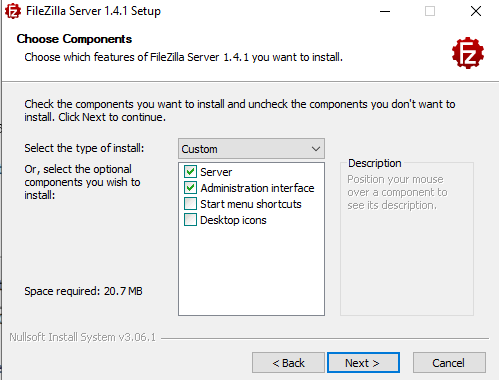 FileZilla Server 1.4.1 Setup
Choose Components
Choose which features of FileZilla Server 1.4.1 you want to install.
Fz
Check the components you want to install and uncheck the components you don't want to
install. Click Next to continue.
Select the type of install:
Custom
Or, select the optional
components you wish to
install:
Server
Administration interface
Start menu shortcuts
Desktop icons
Description
Position your mouse
over a component to
see its description.
Space required: 20.7 MB
Nullsoft Install System v3.06.1
< Back
Next >
Cancel